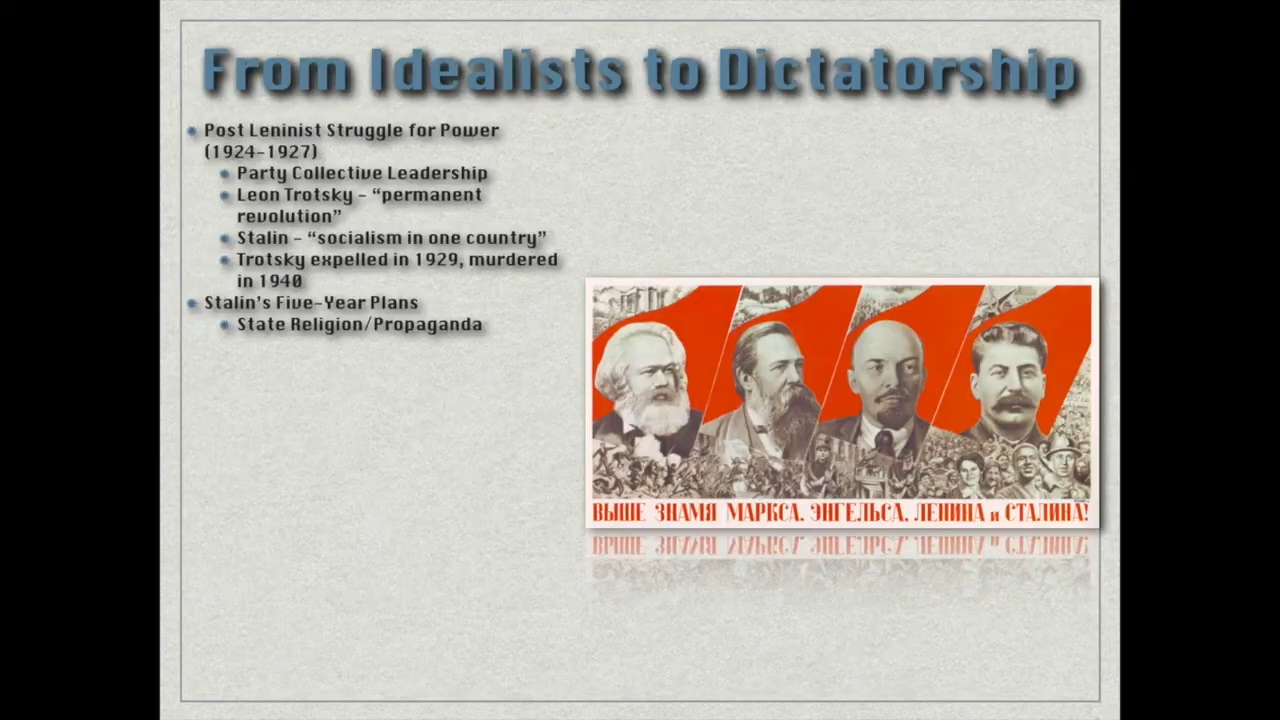 From Idealists to Dictatorship
Post Leninist Struggle for Power
(1924-1927)
Party Collective Leadership
Leon Trotsky - “permanent
revolution”
Stalin - “socialism in one country”
Trotsky expelled in 1929, murdered
in 1940
Stalin's Five-Year Plans
State Religion/Propaganda
ВЫШЕ ЗНАМЯ МАРКСА, ЭНГЕЛЬСА, ЛЕНИНА и СТАЛИНА!